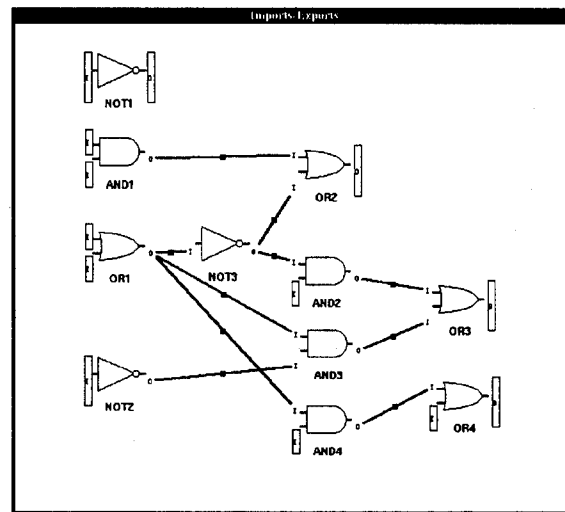 Imports-Exports
NOT1
AND1
OR2
OR1
NOT3
AND2
OR3
AND3
NOT2
AND4
OR4